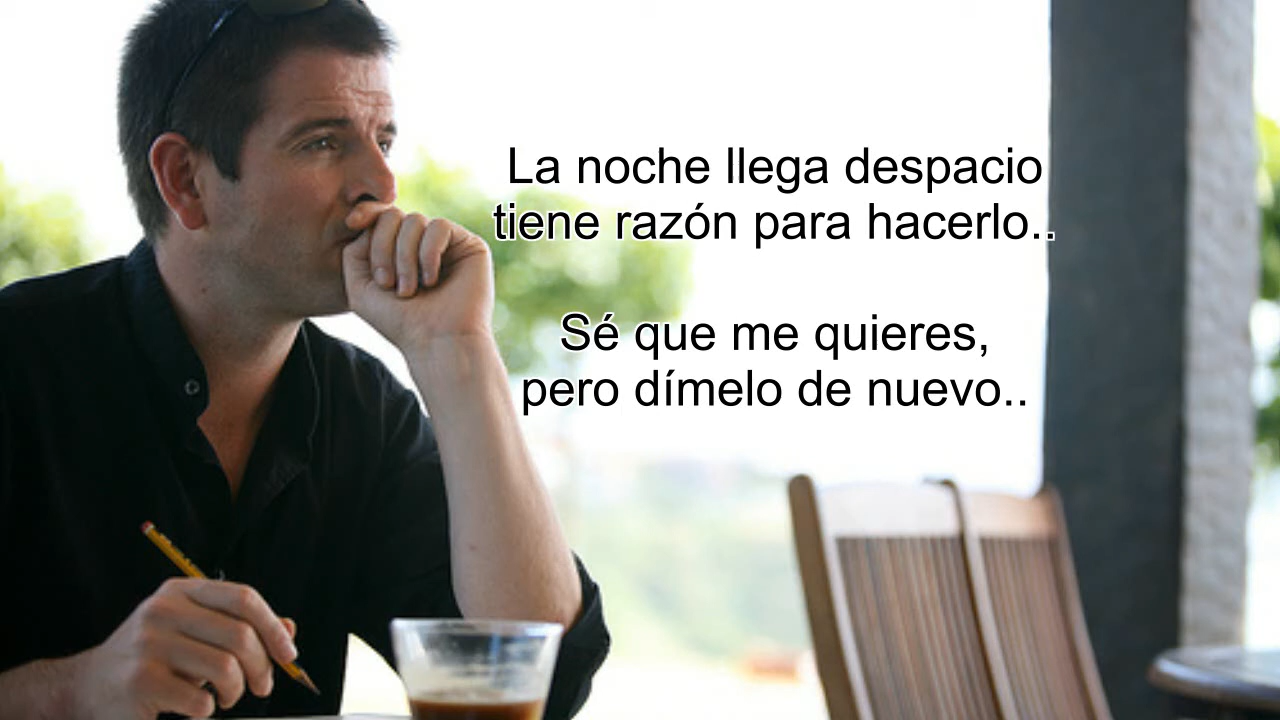 La noche llega despacio
tiene razón para hacerlo..
Sé que me quieres,
pero dímelo de nuevo..